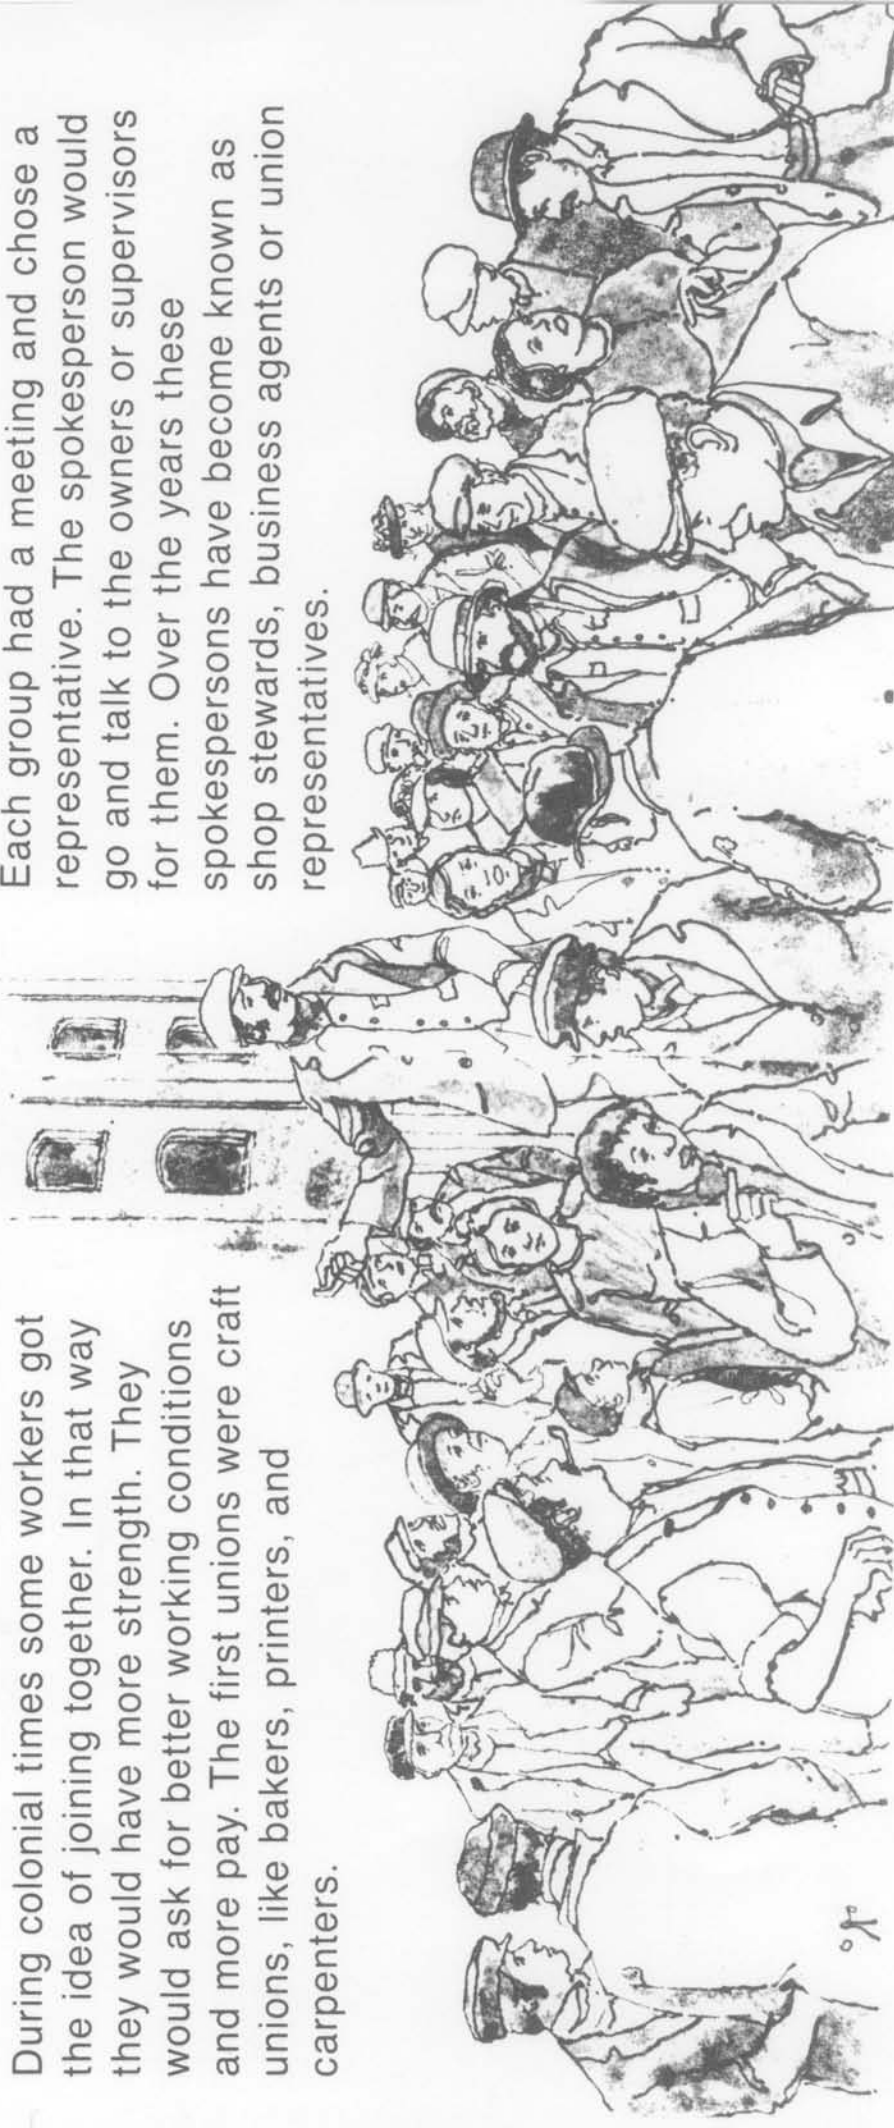 During colonial times some workers got
the idea of joining together. In that way
they would have more strength. They
would ask for better working conditions
and more pay. The first unions were craft
unions, like bakers, printers, and
carpenters.
Each group had a meeting and chose a
representative. The spokesperson would
go and talk to the owners or supervisors
for them. Over the years these
spokespersons have become known as
shop stewards, business agents or union
representatives.